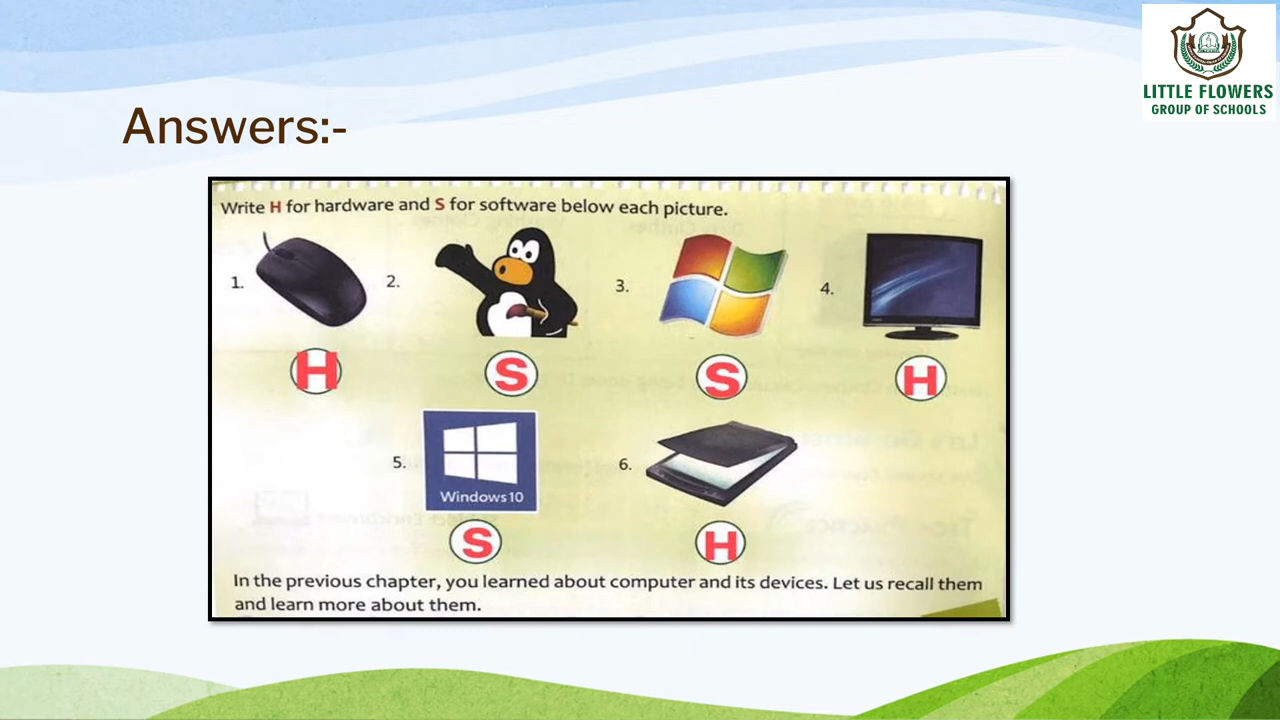 LITTLE FLOWERS
GROUP OF SCHOOLS
Answers:-
Write H for hardware and S for software below each picture.
1.
2.
3.
4.
H
S
S
H
5.
Windows 10
6.
S
H
In the previous chapter, you learned about computer and its devices. Let us recall them
and learn more about them.